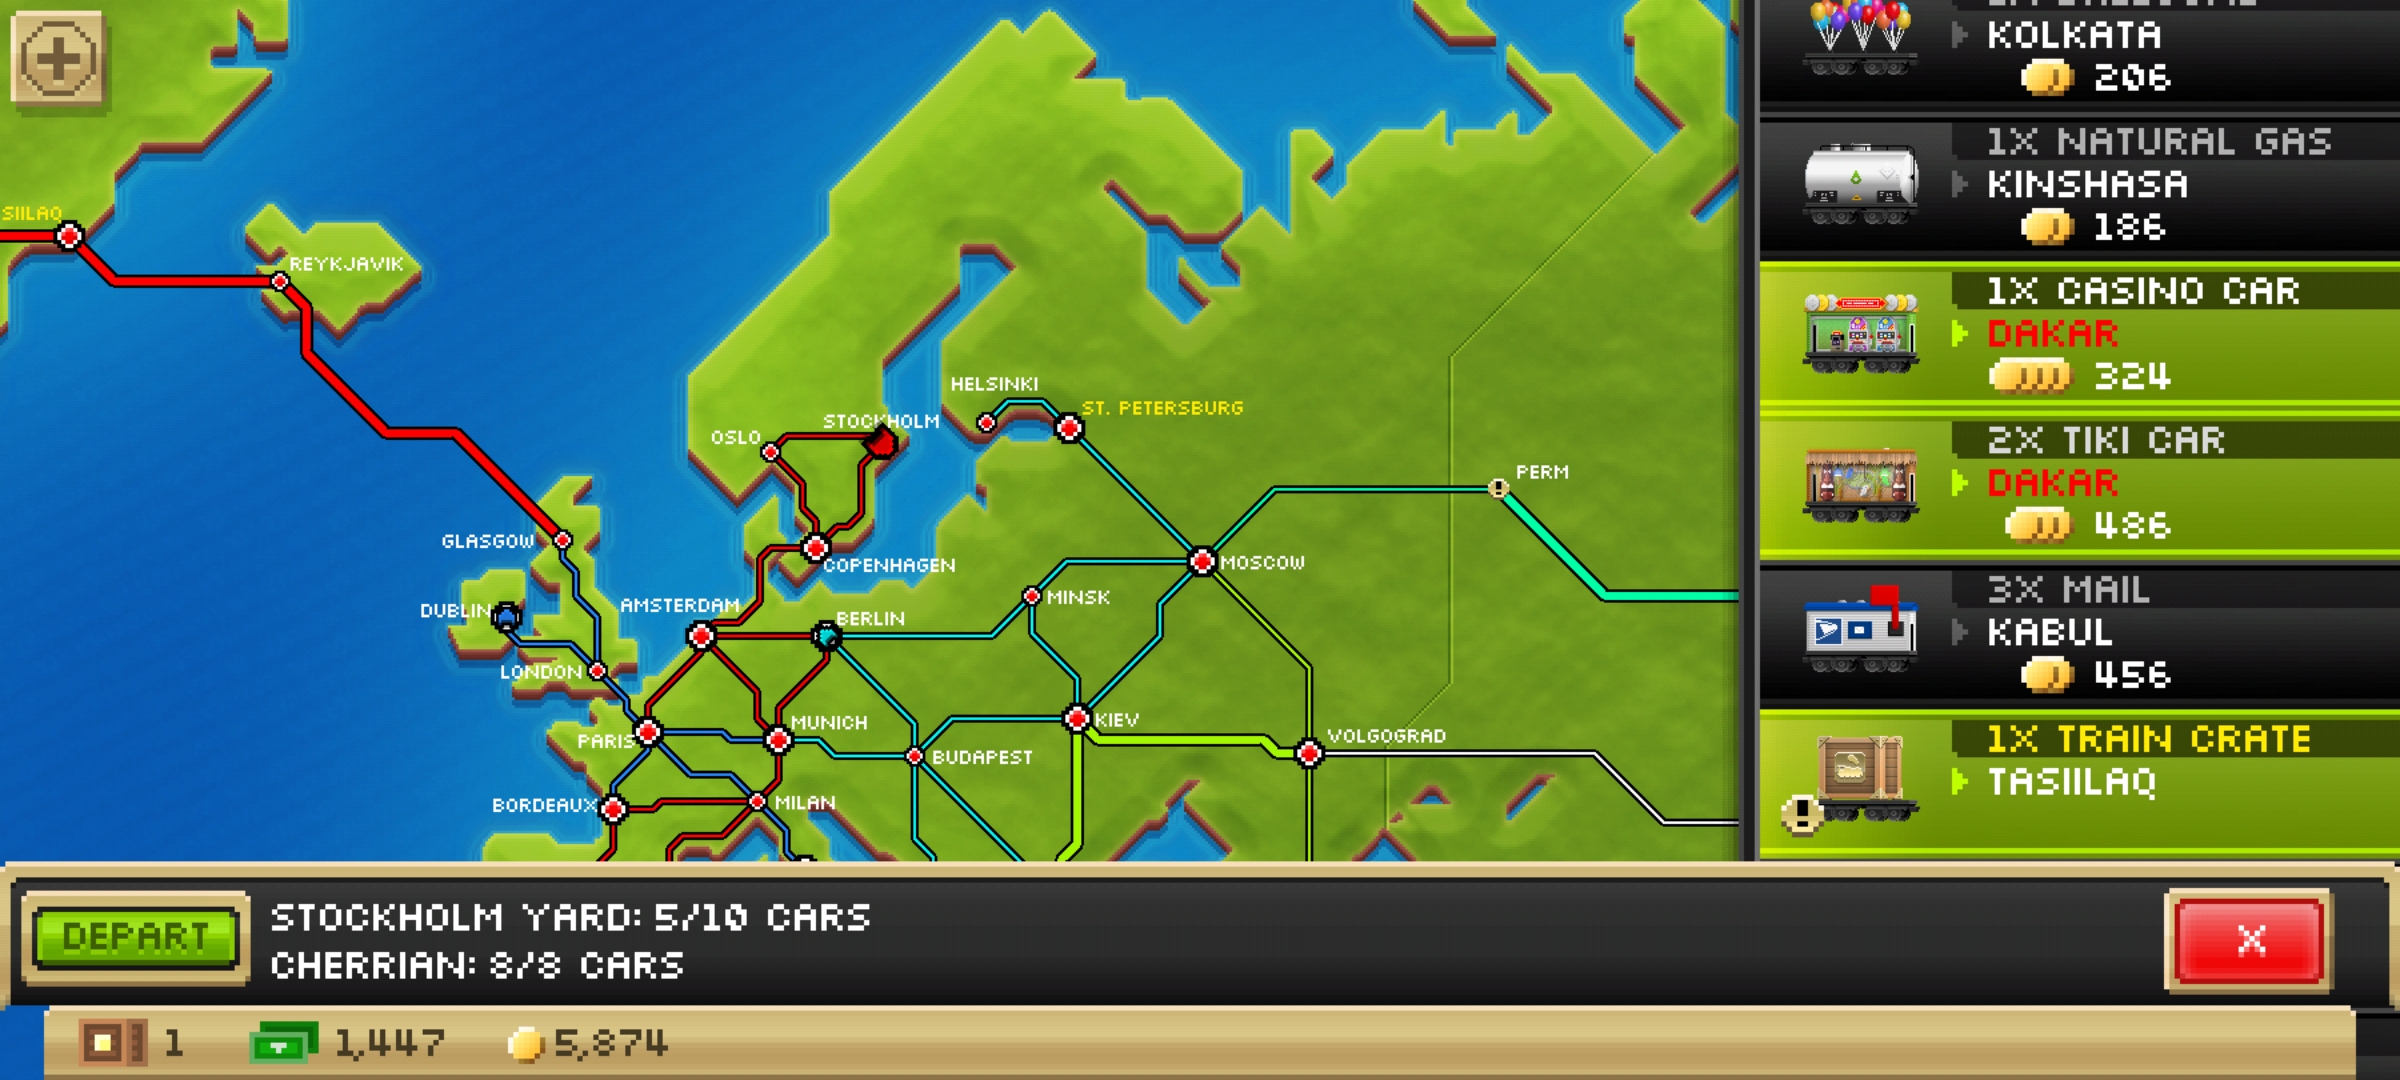 SIILAQ
REYKJAVIK
HELSINKI
ST. PETERSBURG
STOCKHOLM
OSLO
PERM
GLASGOW
COPENHAGEN
MOSCOW
DUBLIN
AMSTERDAM
BERLIN
MINSK
LONDON
MUNICH
KIEV
PARIS
VOLGOGRAD
BUDAPEST
BORDEAUX
MILAN
KOLKATA
206
1X NATURAL GAS
KINSHASA
186
1X CASINO CAR
DAKAR
324
2X TIKI CAR
DAKAR
486
3X MAIL
KABUL
456
1X TRAIN CRATE
TASIILAQ
DEPART
STOCKHOLM YARD: 5/10 CARS
CHERRIAN: 8/8 CARS
X
1
1,447
5,874